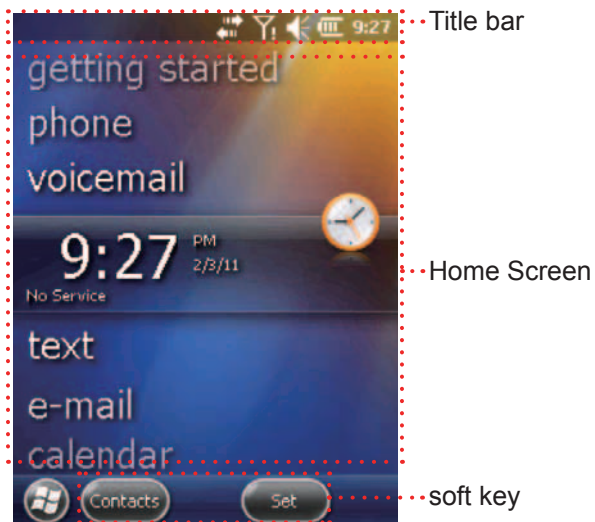 9:27 Title bar
getting started
phone
voicemail
9:27 PM
2/3/11
Home Screen
No Service
text
e-mail
calendar
Contacts Set soft key